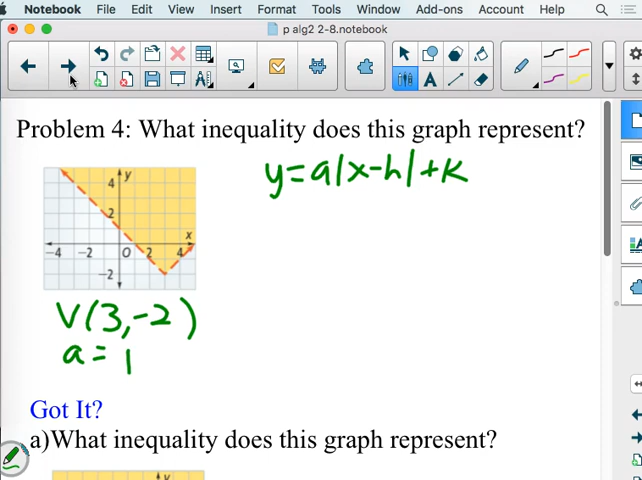 Notebook File Edit View Insert Format Tools Window Add-ons Account Help
p alg2 2-8.notebook
Problem 4: What inequality does this graph represent?
y=a|x-h|+k
4 y
2
x
-4 -2 O 2 4
-2
V(3,-2)
a=1
Got It?
a)What inequality does this graph represent?
y